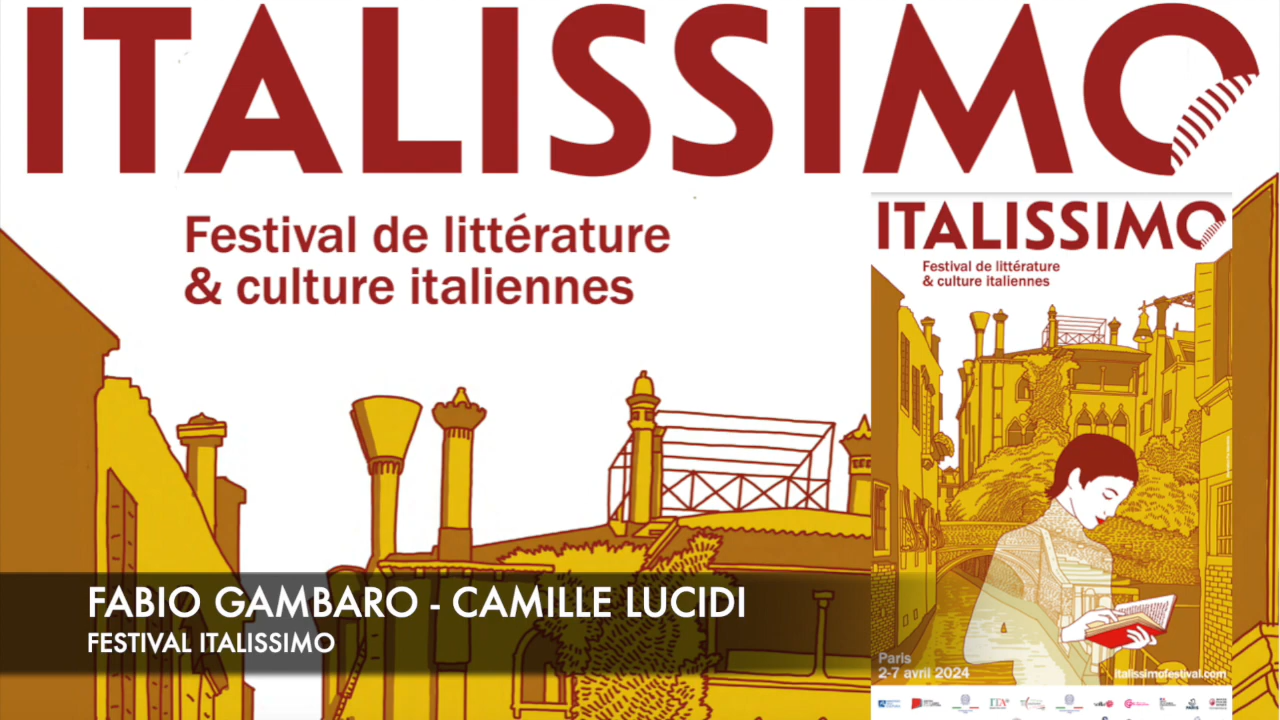 ITALISSIMO
Festival de littérature
& culture italiennes
ITALISSIMO
Festival de littérature
& culture italiennes
FABIO GAMBARO - CAMILLE LUCIDI
FESTIVAL ITALISSIMO
Paris
2-7 avril 2024
italissimofestival.com